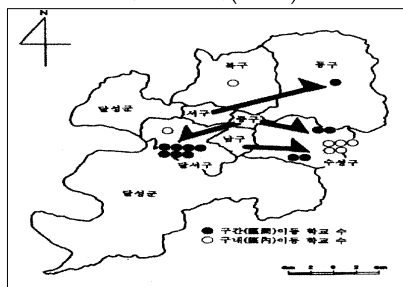 N
북구
동구
달성군
서구
중구
남구
달서구
수성구
달성군
● 구간(區間)이동 학교 수
○ 구내(區內)이동 학교 수